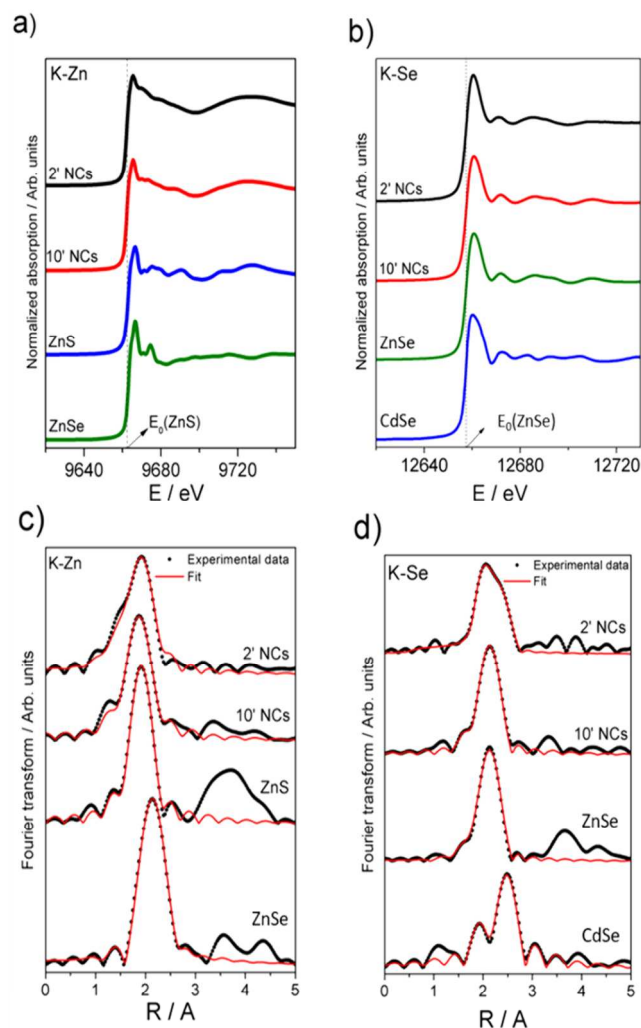 a)
K-Zn
2' NCs
10' NCs
ZnS
ZnSe
E₀(ZnS)
Normalized absorption / Arb. units
9640 9680 9720
E / eV
b)
K-Se
2' NCs
10' NCs
ZnSe
CdSe
E₀(ZnSe)
Normalized absorption / Arb. units
12640 12680 12720
E / eV
c)
K-Zn
Experimental data
Fit
2' NCs
10' NCs
ZnS
ZnSe
Fourier transform / Arb. units
0 1 2 3 4 5
R / A
d)
K-Se
Experimental data
Fit
2' NCs
10' NCs
ZnSe
CdSe
Fourier transform / Arb. units
0 1 2 3 4 5
R / A